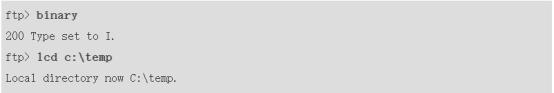 ftp> binary
200 Type set to I.
ftp> lcd c:\temp
Local directory now C:\temp.